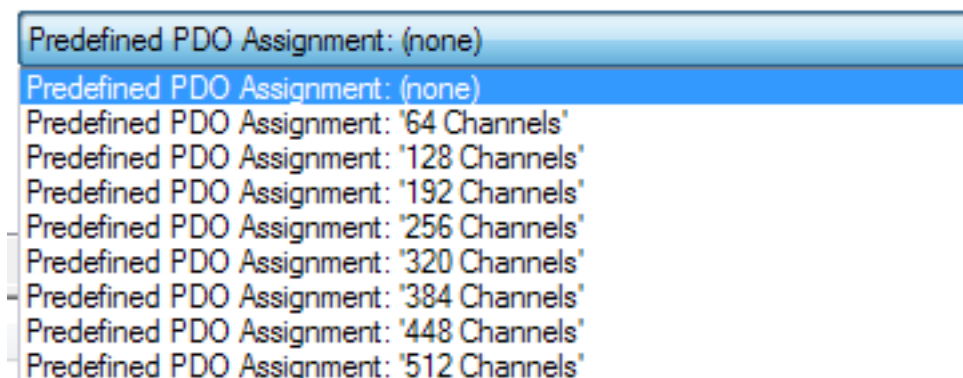 Predefined PDO Assignment: (none)
Predefined PDO Assignment: (none)
Predefined PDO Assignment: '64 Channels'
Predefined PDO Assignment: '128 Channels'
Predefined PDO Assignment: '192 Channels'
Predefined PDO Assignment: '256 Channels'
Predefined PDO Assignment: '320 Channels'
Predefined PDO Assignment: '384 Channels'
Predefined PDO Assignment: '448 Channels'
Predefined PDO Assignment: '512 Channels'